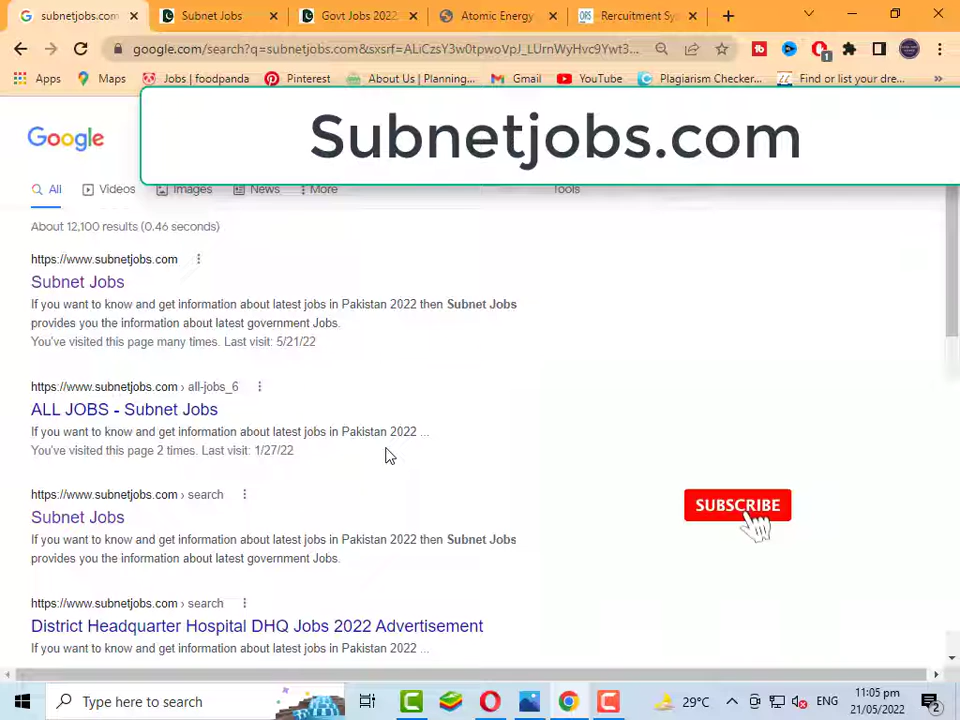 subnetjobs.com
Subnet Jobs
Govt Jobs 2022
Atomic Energy
Rercuitment Sy
google.com/search?q=subnetjobs.com&sxsrf=ALiCzsY3w0tpwoVpJ_LUrnWyHvc9Ywt3...
1
Apps
Maps
Jobs | foodpanda
Pinterest
About Us | Planning...
Gmail
YouTube
Plagiarism Checker...
Find or list your dre...
»
Subnetjobs.com
Google
All
Videos
Images
News
More
Tools
About 12,100 results (0.46 seconds)
https://www.subnetjobs.com
Subnet Jobs
If you want to know and get information about latest jobs in Pakistan 2022 then Subnet Jobs
provides you the information about latest government Jobs.
You've visited this page many times. Last visit: 5/21/22
https://www.subnetjobs.com › all-jobs_6
ALL JOBS - Subnet Jobs
If you want to know and get information about latest jobs in Pakistan 2022 ...
You've visited this page 2 times. Last visit: 1/27/22
https://www.subnetjobs.com › search
Subnet Jobs
If you want to know and get information about latest jobs in Pakistan 2022 then Subnet Jobs
provides you the information about latest government Jobs.
SUBSCRIBE
https://www.subnetjobs.com › search
District Headquarter Hospital DHQ Jobs 2022 Advertisement
If you want to know and get information about latest jobs in Pakistan 2022 ...
Type here to search
29°C
ENG
11:05 pm
21/05/2022
2